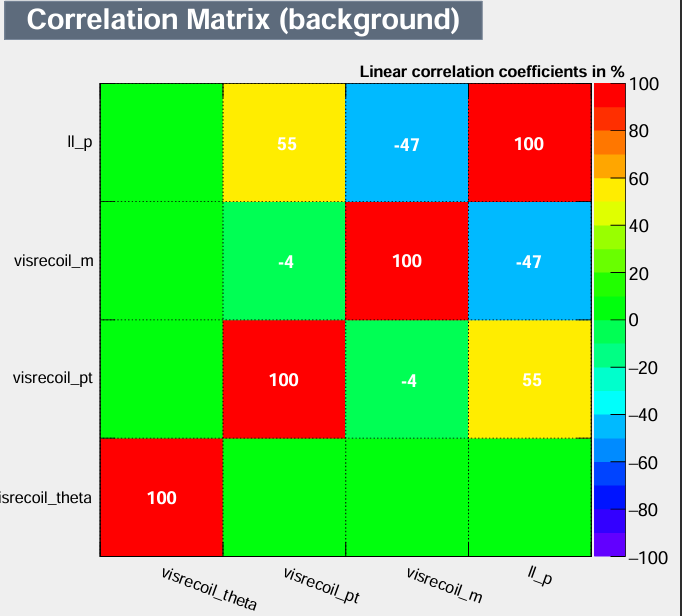 Correlation Matrix (background)
Linear correlation coefficients in %
100
ll_p
55
-47
100
80
60
40
visrecoil_m
-4
100
-47
20
0
visrecoil_pt
100
-4
55
−20
−40
−60
isrecoil_theta
100
−80
−100
visrecoil_theta
visrecoil_pt
visrecoil_m
ll_p